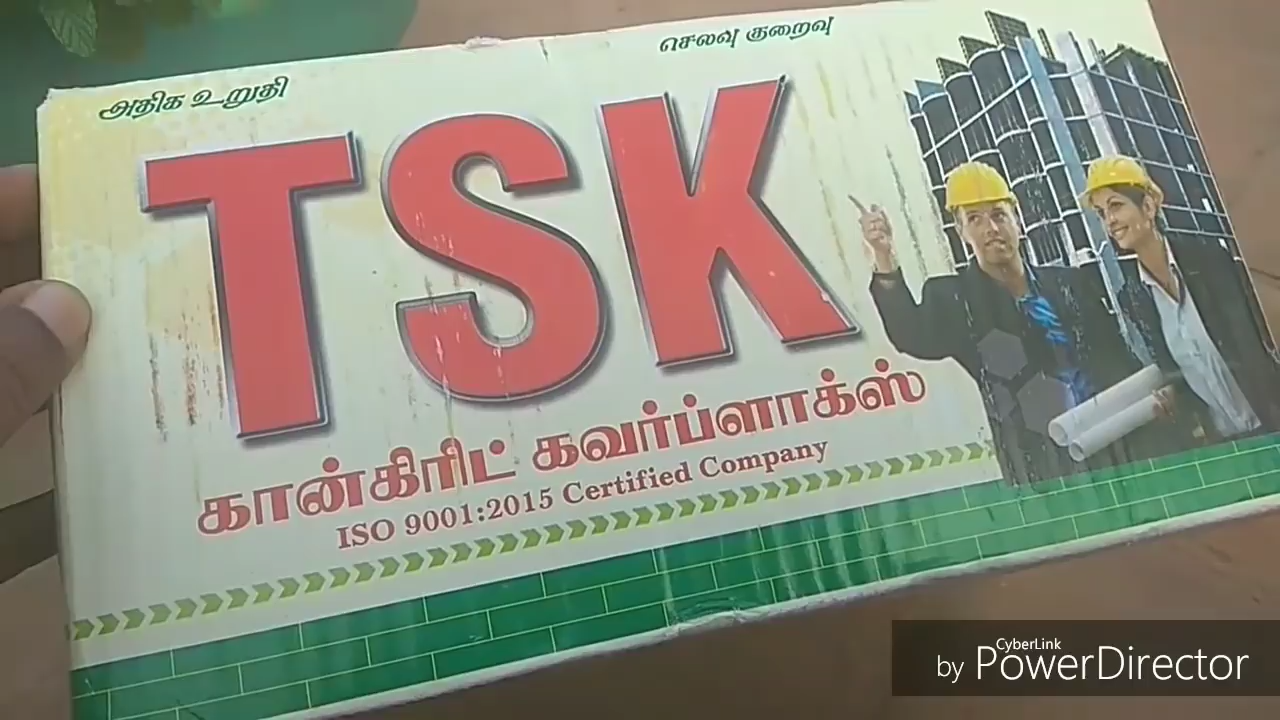 அதிக உறுதி
செலவு குறைவு
TSK
கான்கிரிட் கவர்ப்ளாக்ஸ்
ISO 9001:2015 Certified Company
CyberLink
by PowerDirector